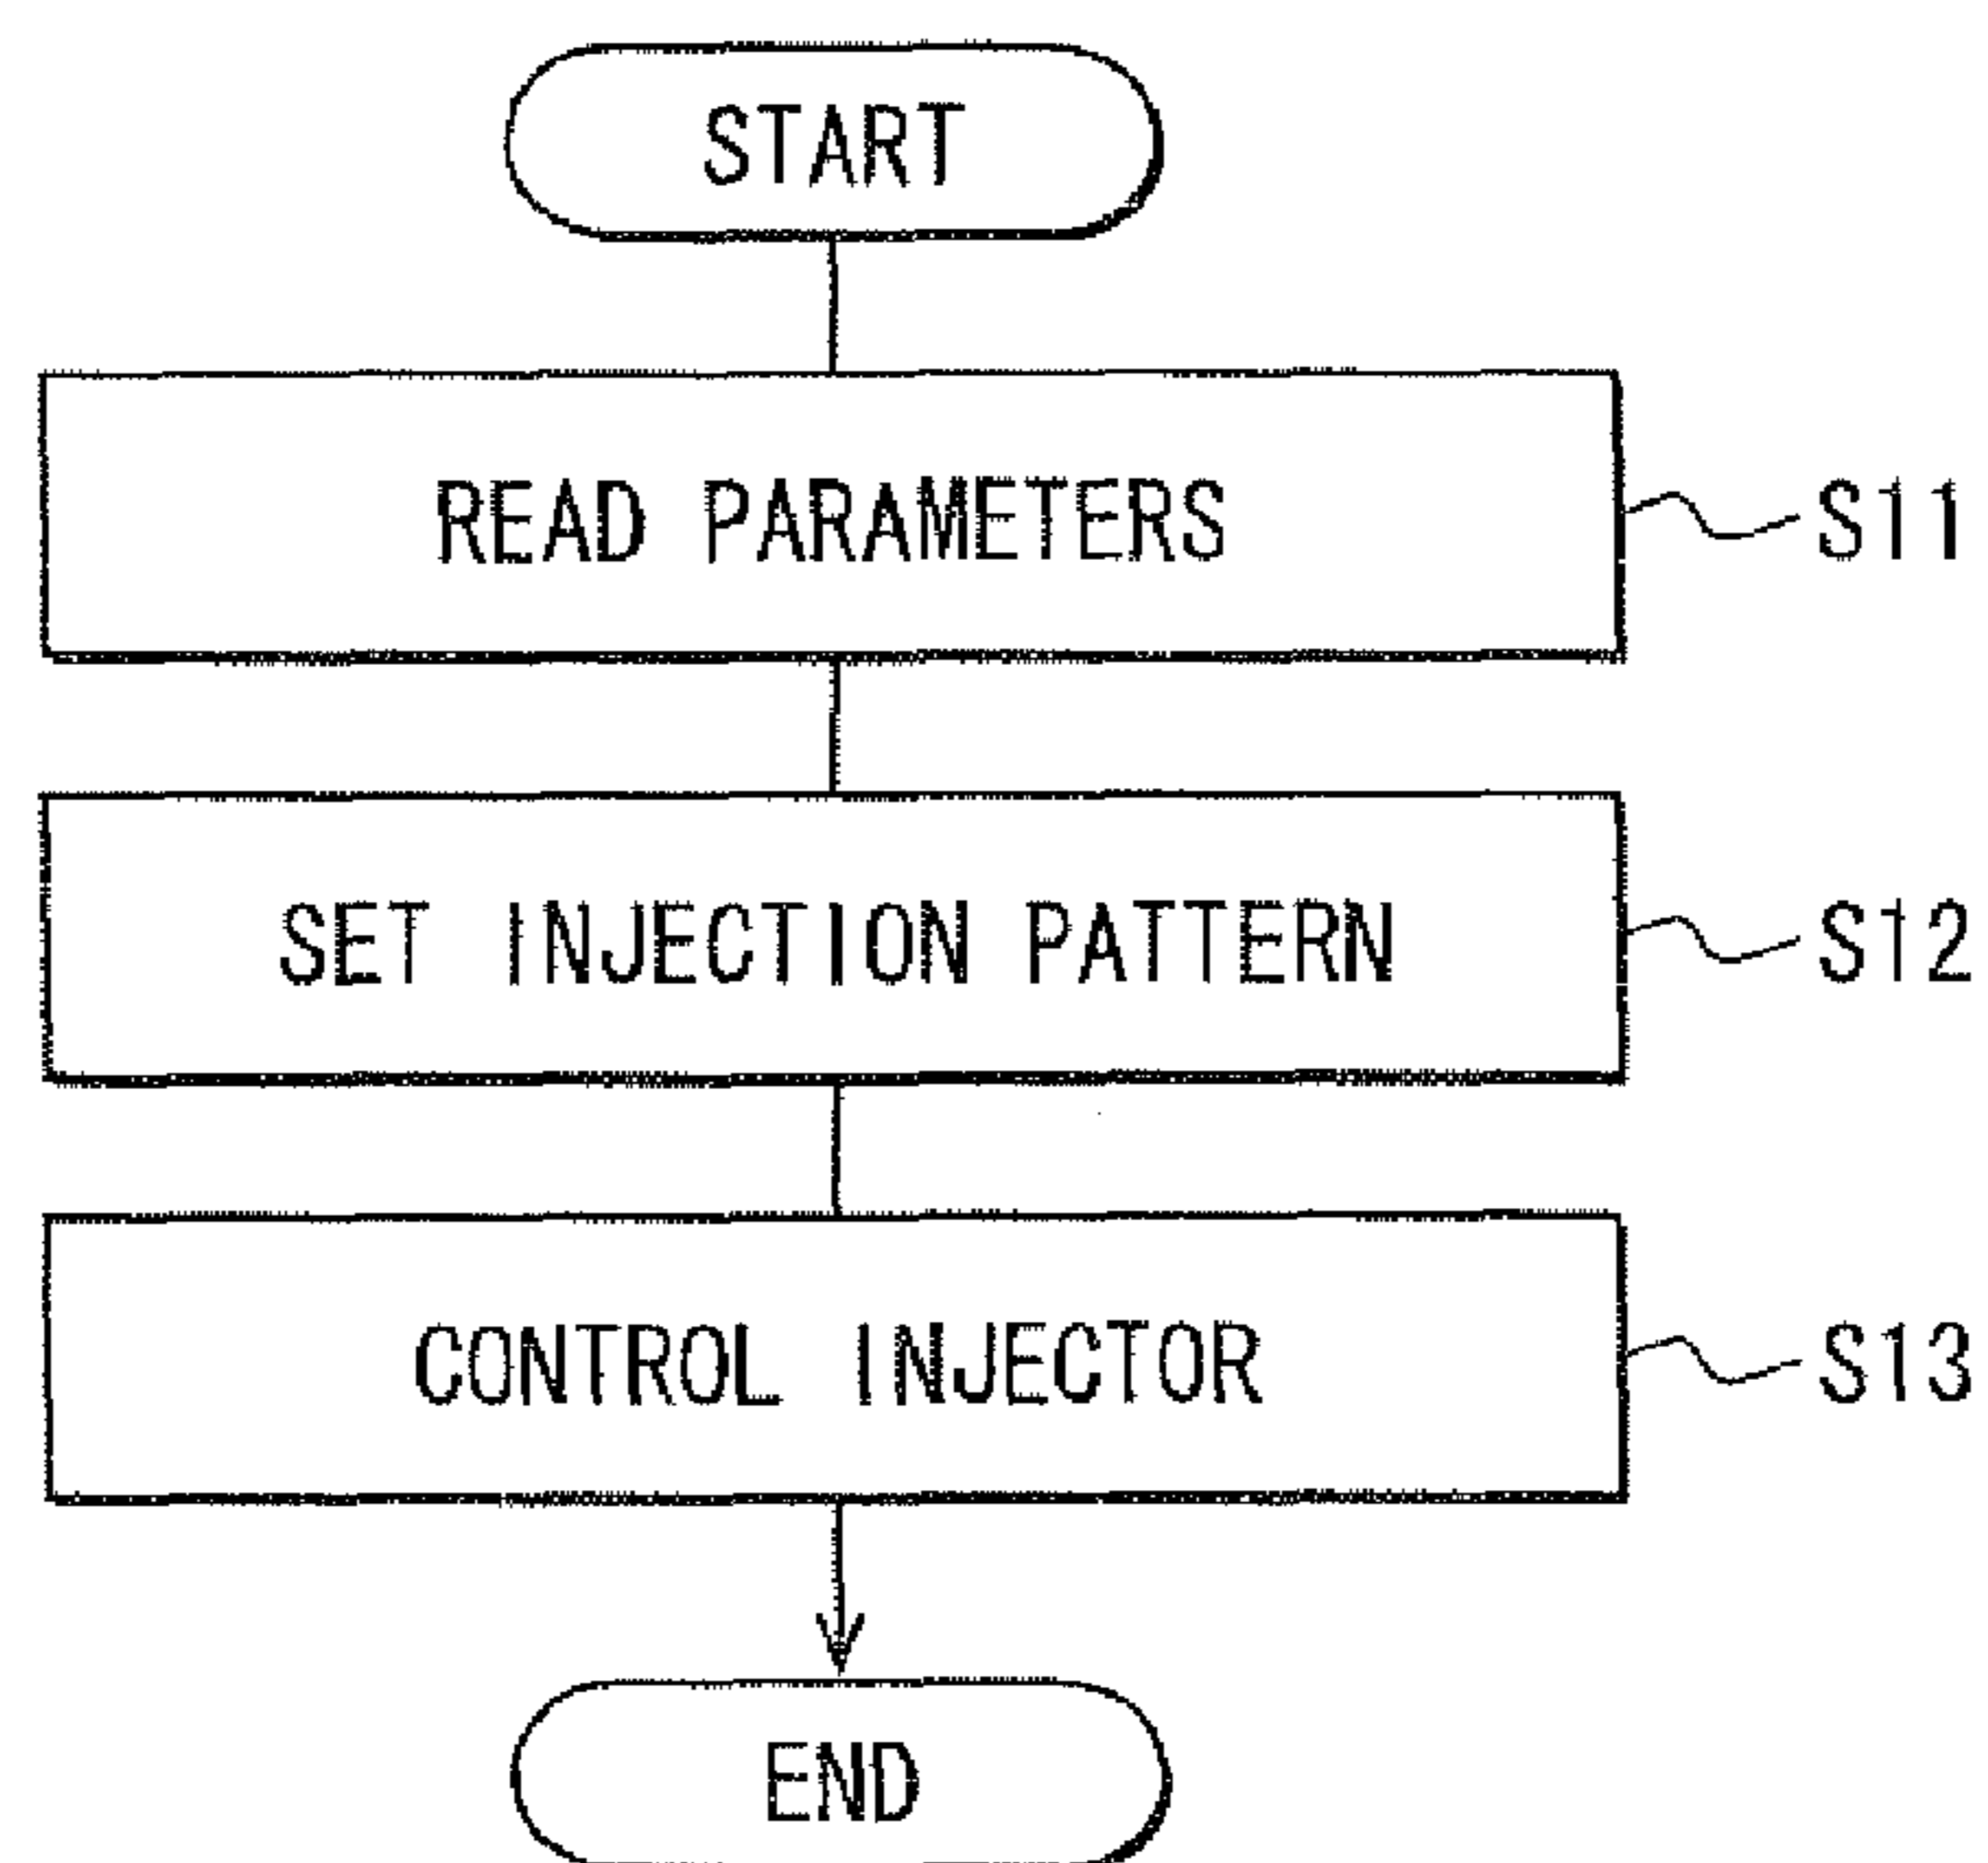 START
READ PARAMETERS
S11
SET INJECTION PATTERN
S12
CONTROL INJECTOR
S13
END